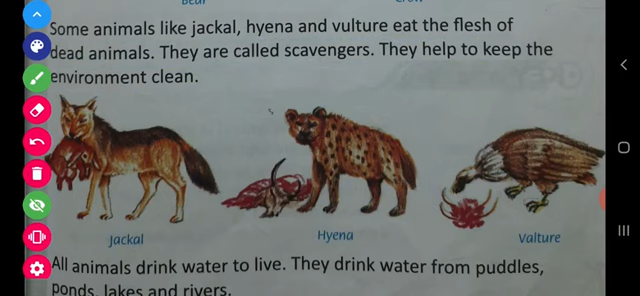 Some animals like jackal, hyena and vulture eat the flesh of
dead animals. They are called scavengers. They help to keep the
environment clean.
Jackal
Hyena
Valture
All animals drink water to live. They drink water from puddles,
ponds, lakes and rivers.